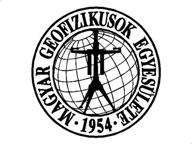 MAGYAR GEOFIZIKUSOK EGYESÜLETE
· 1954 ·